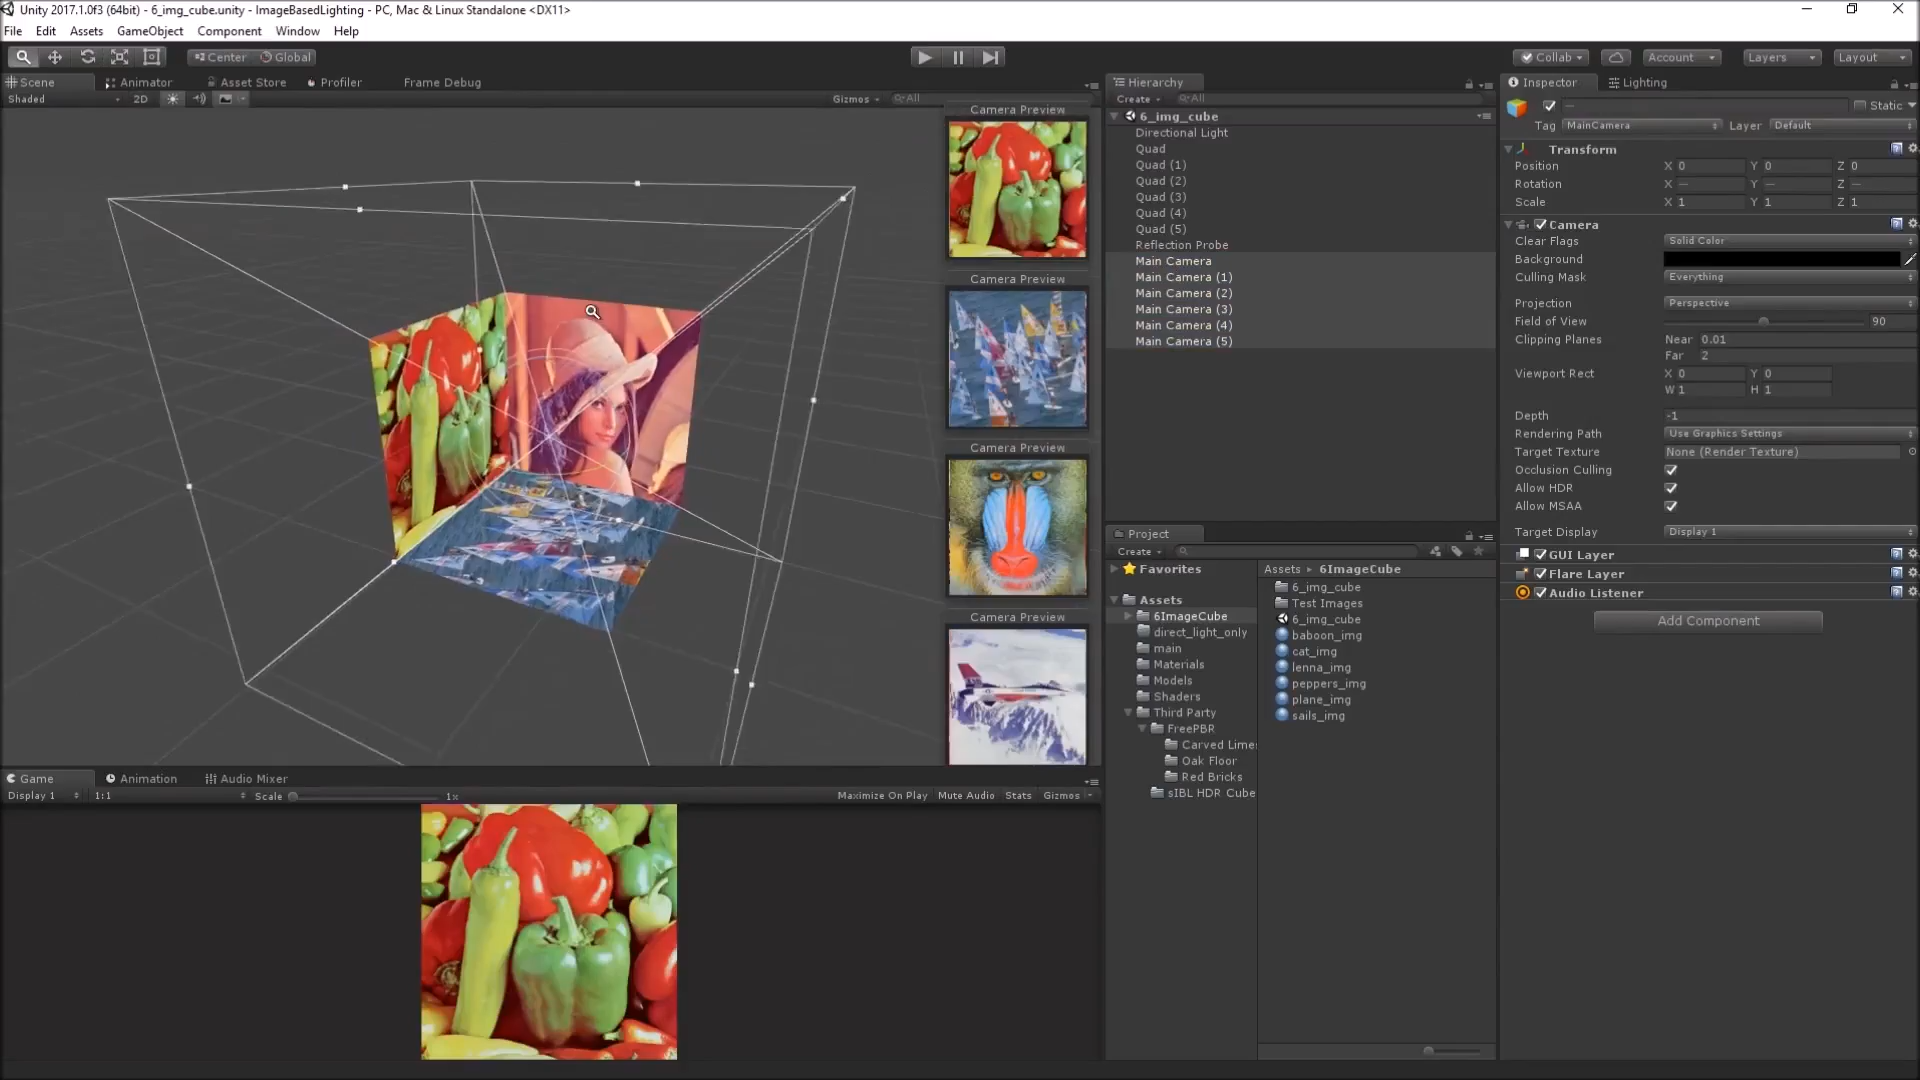 Unity 2017.1.0f3 (64bit) - 6_img_cube.unity - ImageBasedLighting - PC, Mac & Linux Standalone <DX11>
File Edit Assets GameObject Component Window Help
Center Global
Collab Account Layers Layout
Scene Animator Asset Store Profiler Frame Debug
Shaded 2D Gizmos All
Camera Preview
Camera Preview
Camera Preview
Camera Preview
Hierarchy
Create All
6_img_cube
Directional Light
Quad
Quad (1)
Quad (2)
Quad (3)
Quad (4)
Quad (5)
Reflection Probe
Main Camera
Main Camera (1)
Main Camera (2)
Main Camera (3)
Main Camera (4)
Main Camera (5)
Project
Create
Favorites
Assets
6ImageCube
direct_light_only
main
Materials
Models
Shaders
Third Party
FreePBR
Carved Lime
Oak Floor
Red Bricks
sIBL HDR Cube
Assets 6ImageCube
6_img_cube
Test Images
6_img_cube
baboon_img
cat_img
lenna_img
peppers_img
plane_img
sails_img
Inspector Lighting
— Static
Tag MainCamera Layer Default
Transform
Position X 0 Y 0 Z 0
Rotation X — Y — Z —
Scale X 1 Y 1 Z 1
Camera
Clear Flags Solid Color
Background
Culling Mask Everything
Projection Perspective
Field of View 90
Clipping Planes Near 0.01
Far 2
Viewport Rect X 0 Y 0
W 1 H 1
Depth -1
Rendering Path Use Graphics Settings
Target Texture None (Render Texture)
Occlusion Culling
Allow HDR
Allow MSAA
Target Display Display 1
GUI Layer
Flare Layer
Audio Listener
Add Component
Game Animation Audio Mixer
Display 1 1:1 Scale 1x Maximize On Play Mute Audio Stats Gizmos